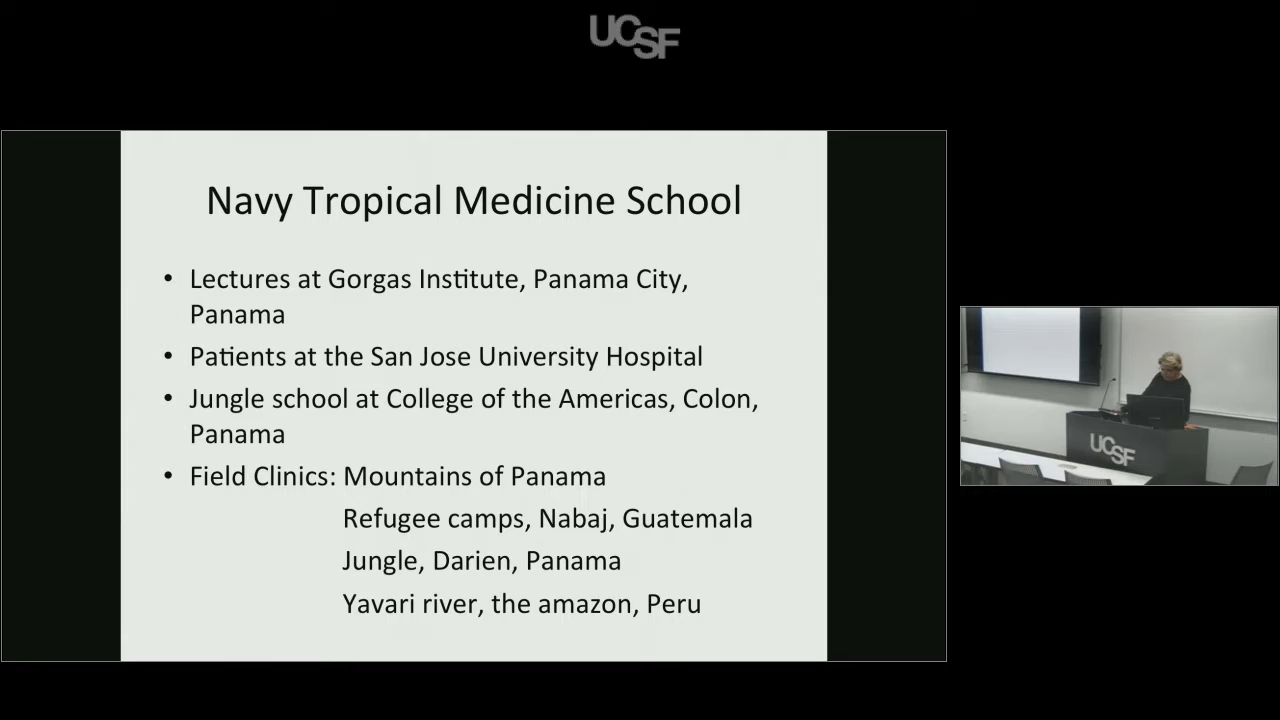 UCSF
Navy Tropical Medicine School
• Lectures at Gorgas Institute, Panama City,
Panama
• Patients at the San Jose University Hospital
• Jungle school at College of the Americas, Colon,
Panama
• Field Clinics: Mountains of Panama
Refugee camps, Nabaj, Guatemala
Jungle, Darien, Panama
Yavari river, the amazon, Peru
UCSF